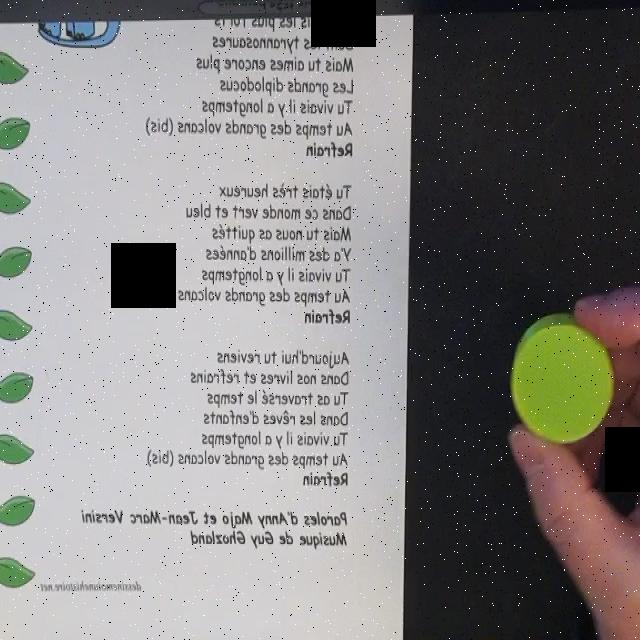 les plus forts
les tyrannosaures
Mais tu aimes encore plus
Les grands diplodocus
Tu vivais il y a longtemps
Au temps des grands volcans (bis)
Refrain
Tu étais très heureux
Dans ce monde vert et bleu
Mais tu nous as quittés
Y'a des millions d'années
Tu vivais il y a longtemps
Au temps des grands volcans
Refrain
Aujourd'hui tu reviens
Dans nos livres et refrains
Tu as traversé le temps
Dans les rêves d'enfants
Tu vivais il y a longtemps
Au temps des grands volcans (bis)
Refrain
Paroles d'Anny Majo et Jean-Marc Versini
Musique de Guy Ghozland
dessinemoiunehistoire.net